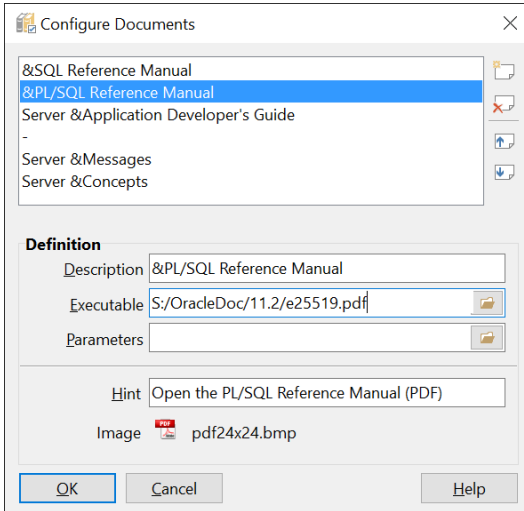 Configure Documents
&SQL Reference Manual
&PL/SQL Reference Manual
Server &Application Developer's Guide
-
Server &Messages
Server &Concepts
Definition
Description &PL/SQL Reference Manual
Executable S:/OracleDoc/11.2/e25519.pdf
Parameters
Hint Open the PL/SQL Reference Manual (PDF)
Image PDF pdf24x24.bmp
OK Cancel Help